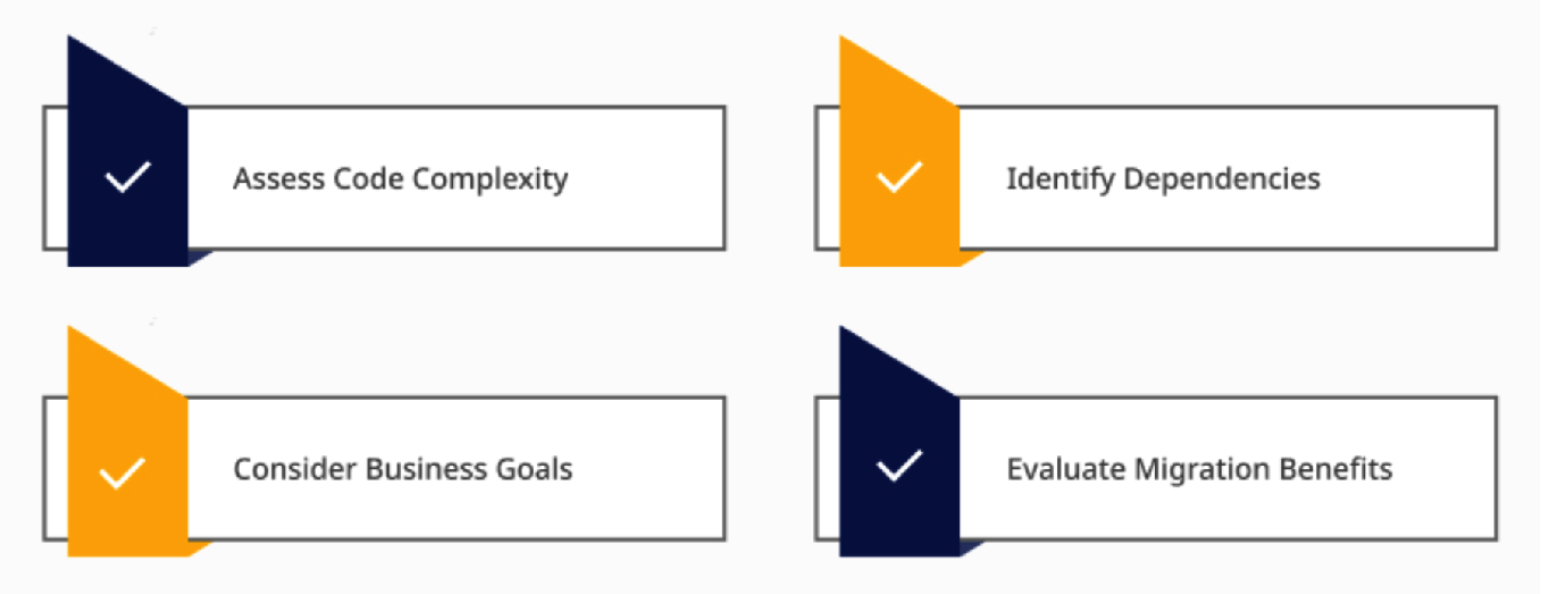 Assess Code Complexity
Identify Dependencies
Consider Business Goals
Evaluate Migration Benefits